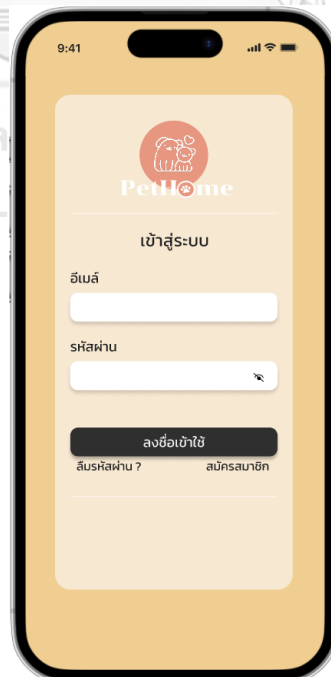 9:41
PetHome
เข้าสู่ระบบ
อีเมล์
รหัสผ่าน
ลงชื่อเข้าใช้
ลืมรหัสผ่าน ? สมัครสมาชิก